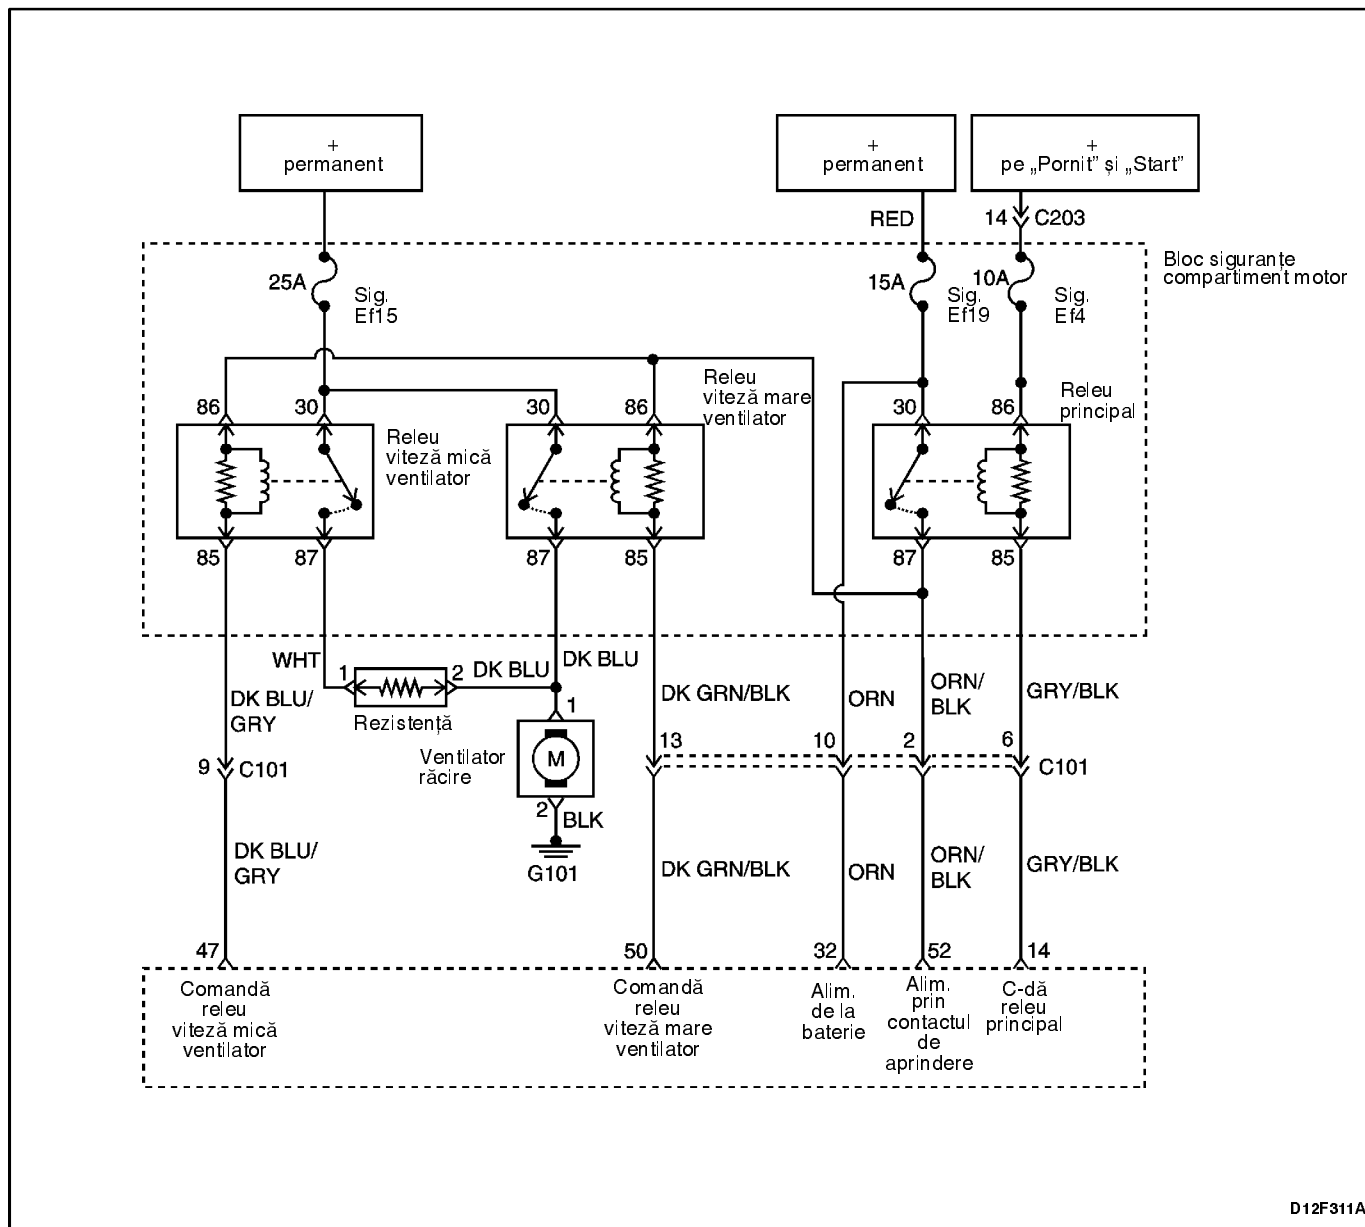 +
permanent
+
permanent
+
pe „Pornit” și „Start”
RED
14
C203
Bloc siguranțe
compartiment motor
25A
Sig.
Ef15
15A
Sig.
Ef19
10A
Sig.
Ef4
86
30
Releu
viteză mică
ventilator
30
86
Releu
viteză mare
ventilator
30
86
Releu
principal
85
87
87
85
87
85
WHT
1
2
DK BLU
DK BLU
Rezistență
DK BLU/
GRY
DK GRN/BLK
ORN
ORN/
BLK
GRY/BLK
1
Ventilator
răcire
M
2
BLK
G101
9
C101
13
10
2
6
C101
DK BLU/
GRY
DK GRN/BLK
ORN
ORN/
BLK
GRY/BLK
47
50
32
52
14
Comandă
releu
viteză mică
ventilator
Comandă
releu
viteză mare
ventilator
Alim.
de la
baterie
Alim.
prin
contactul
de
aprindere
C-dă
releu
principal
D12F311A